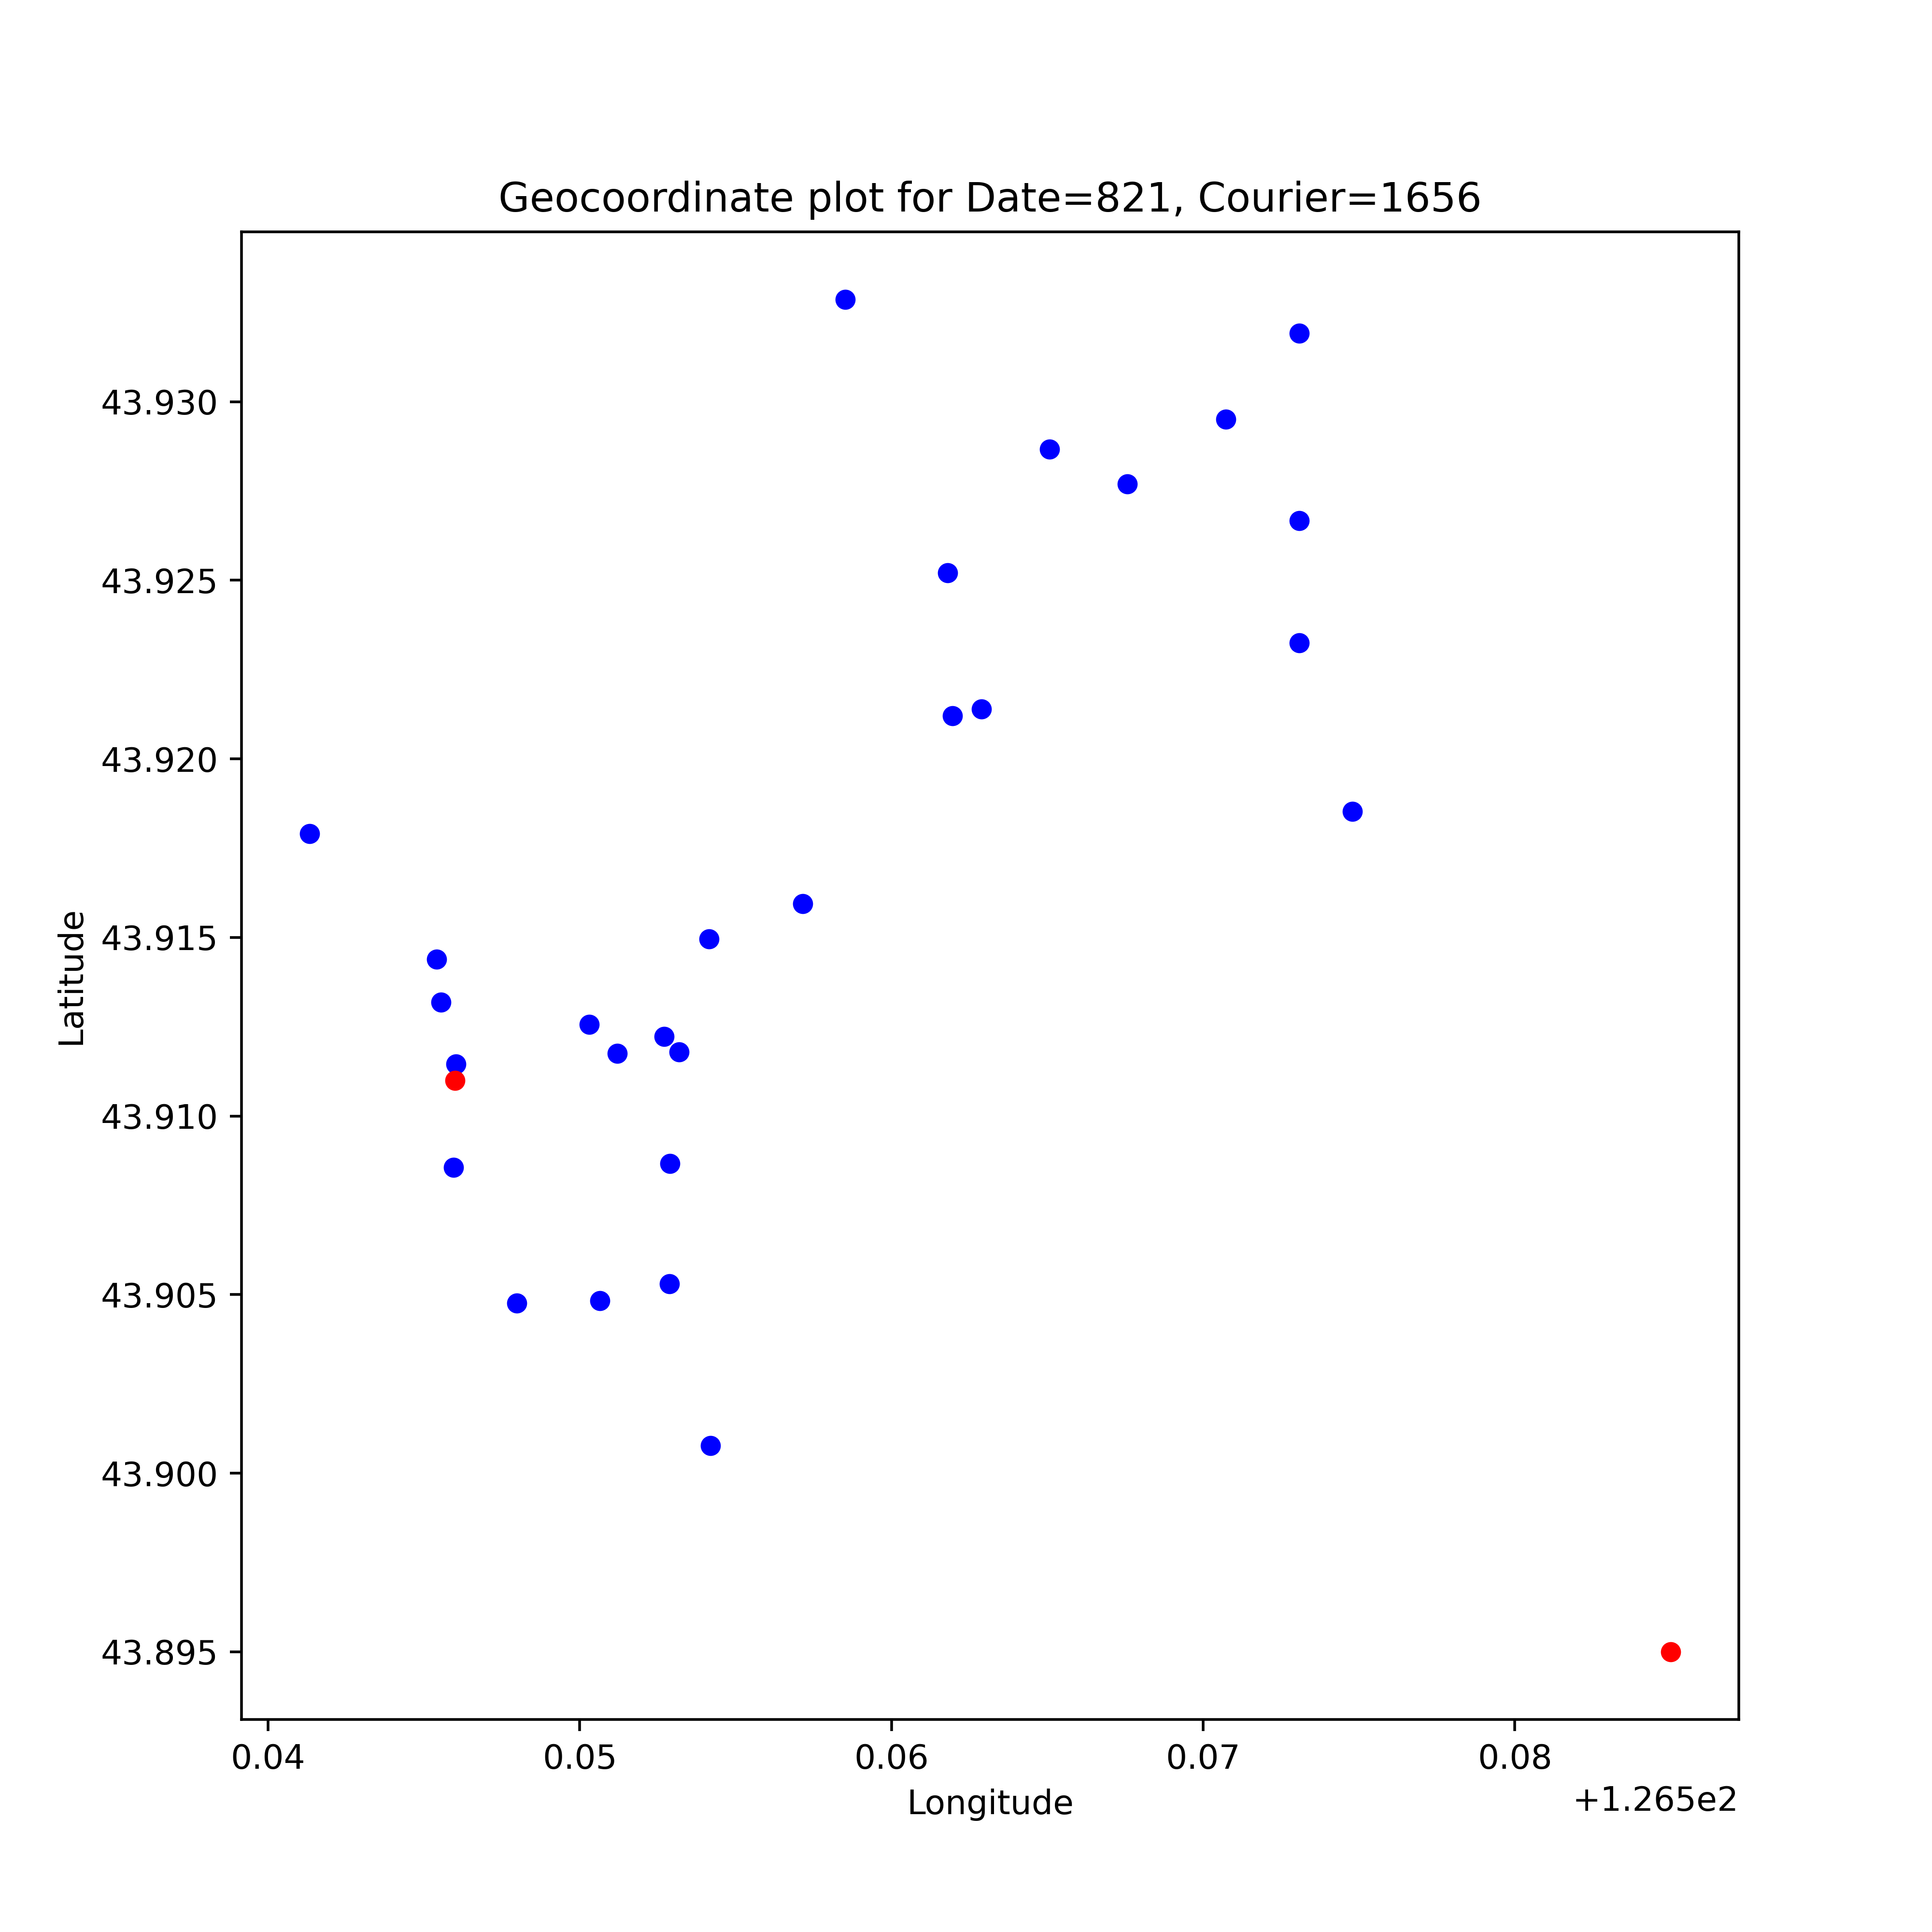 Geocoordinate plot for Date=821, Courier=1656
43.930
43.925
43.920
43.915
43.910
43.905
43.900
43.895
Latitude
0.04 0.05 0.06 0.07 0.08
Longitude
+1.265e2